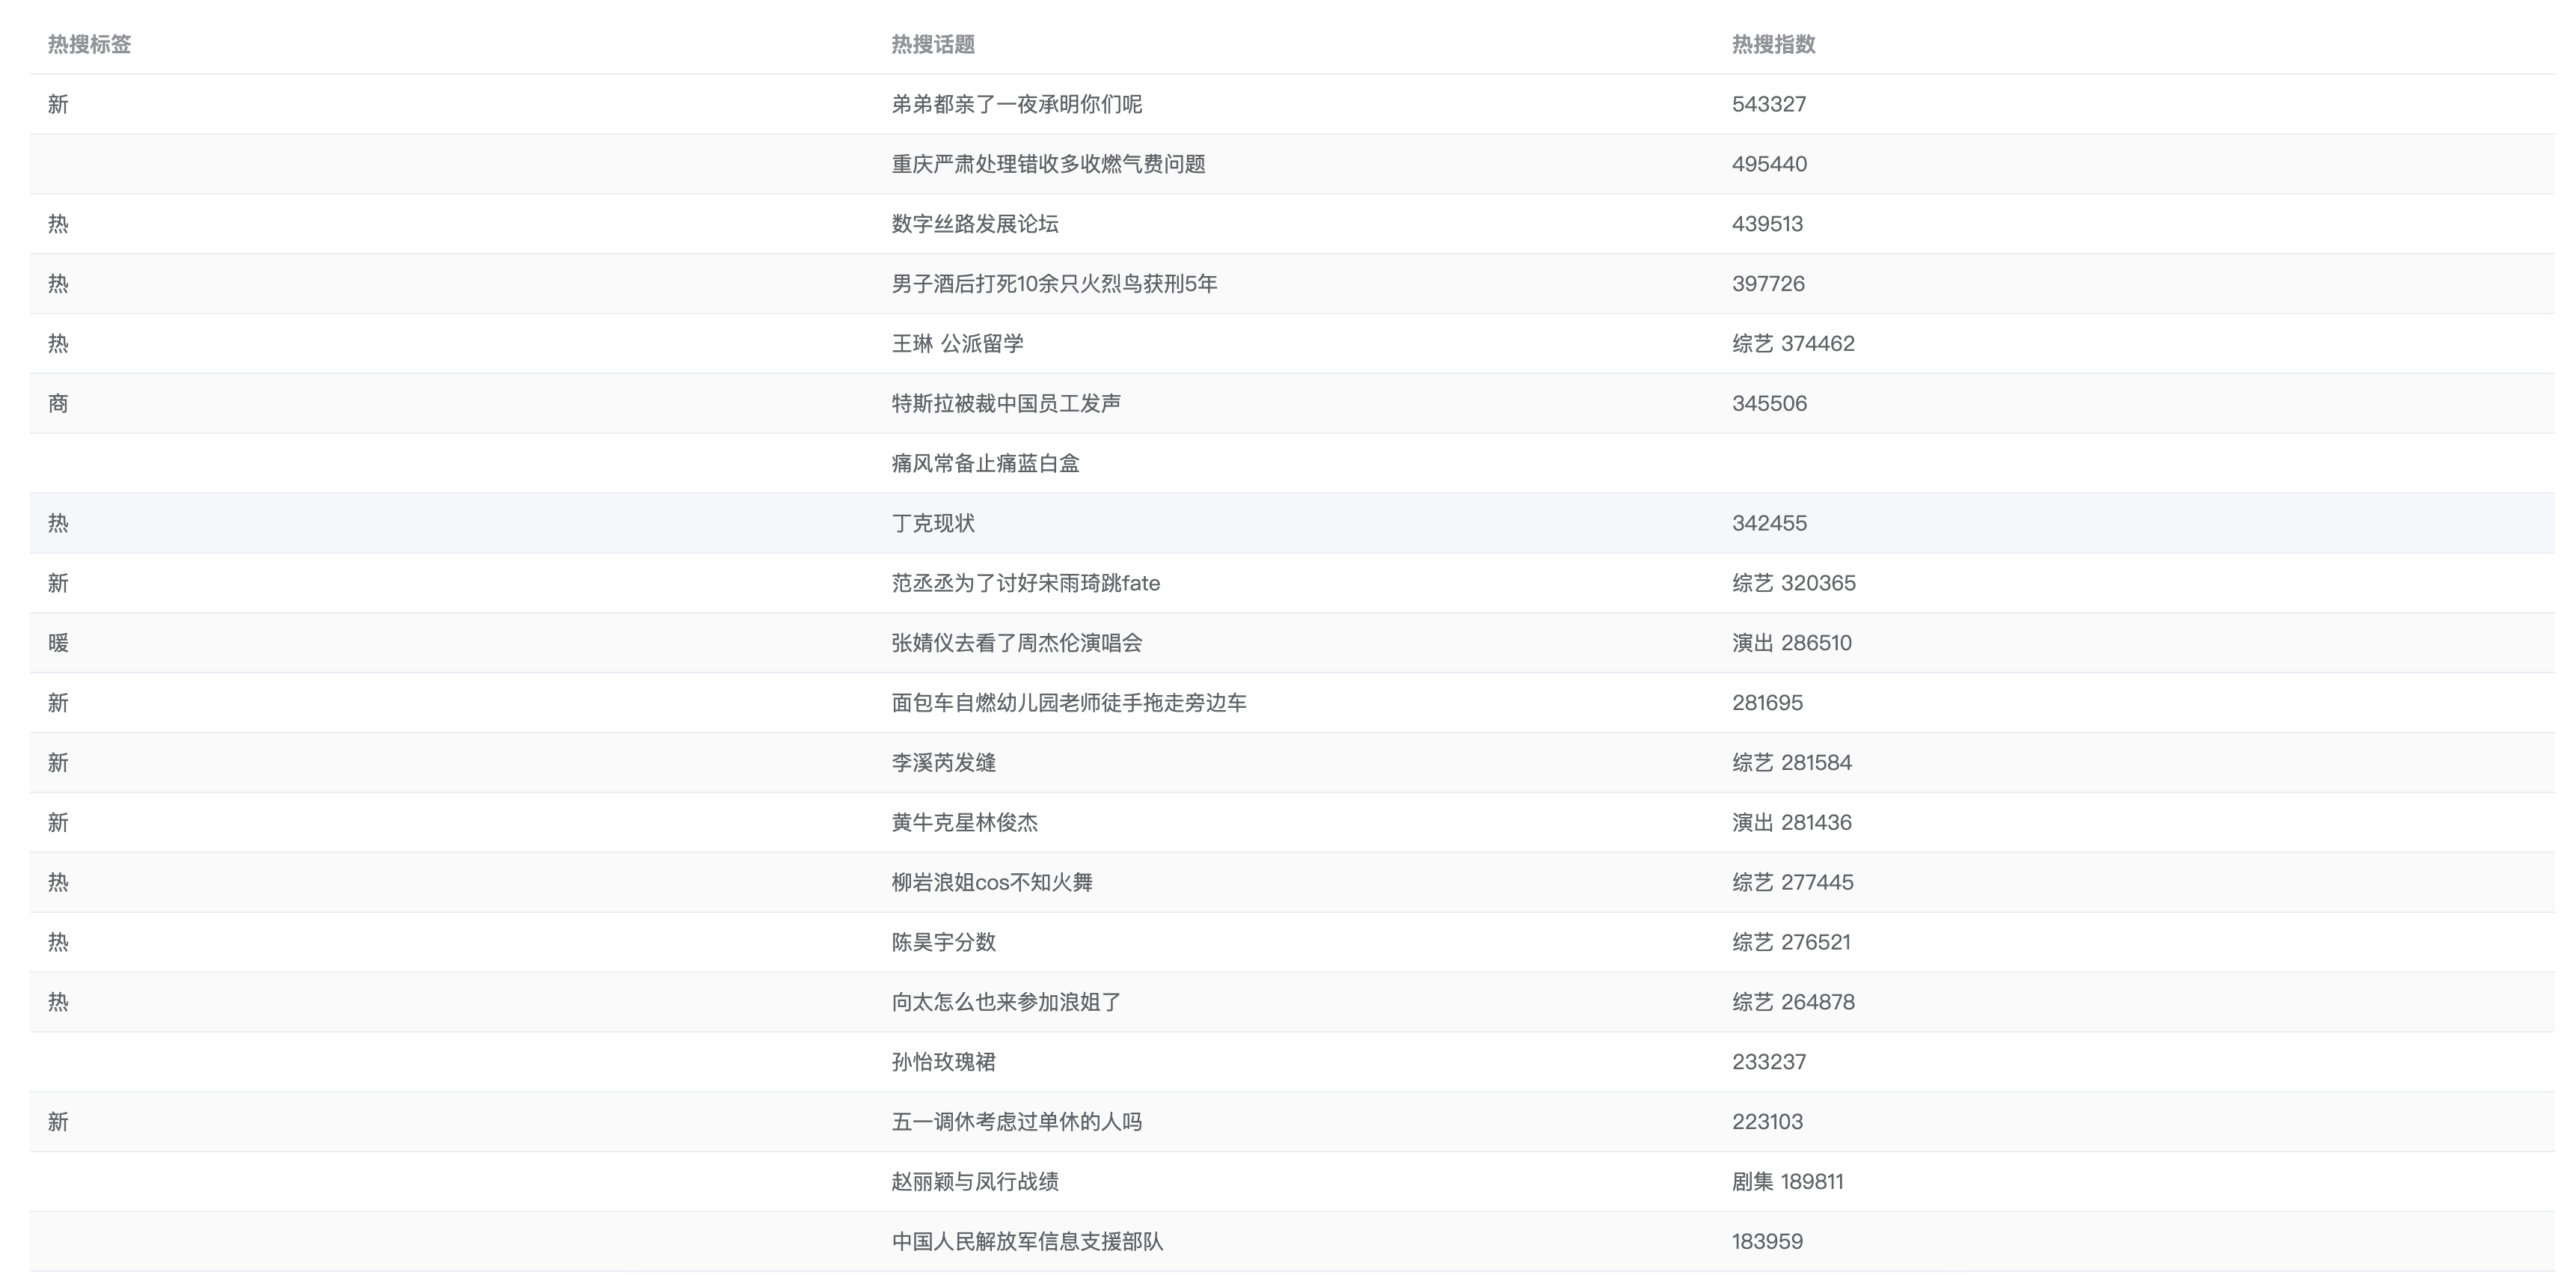 热搜标签 热搜话题 热搜指数
新 弟弟都亲了一夜承明你们呢 543327
重庆严肃处理错收多收燃气费问题 495440
热 数字丝路发展论坛 439513
热 男子酒后打死10余只火烈鸟获刑5年 397726
热 王琳 公派留学 综艺 374462
商 特斯拉被裁中国员工发声 345506
痛风常备止痛蓝白盒
热 丁克现状 342455
新 范丞丞为了讨好宋雨琦跳fate 综艺 320365
暖 张婧仪去看了周杰伦演唱会 演出 286510
新 面包车自燃幼儿园老师徒手拖走旁边车 281695
新 李溪芮发缝 综艺 281584
新 黄牛克星林俊杰 演出 281436
热 柳岩浪姐cos不知火舞 综艺 277445
热 陈昊宇分数 综艺 276521
热 向太怎么也来参加浪姐了 综艺 264878
孙怡玫瑰裙 233237
新 五一调休考虑过单休的人吗 223103
赵丽颖与凤行战绩 剧集 189811
中国人民解放军信息支援部队 183959